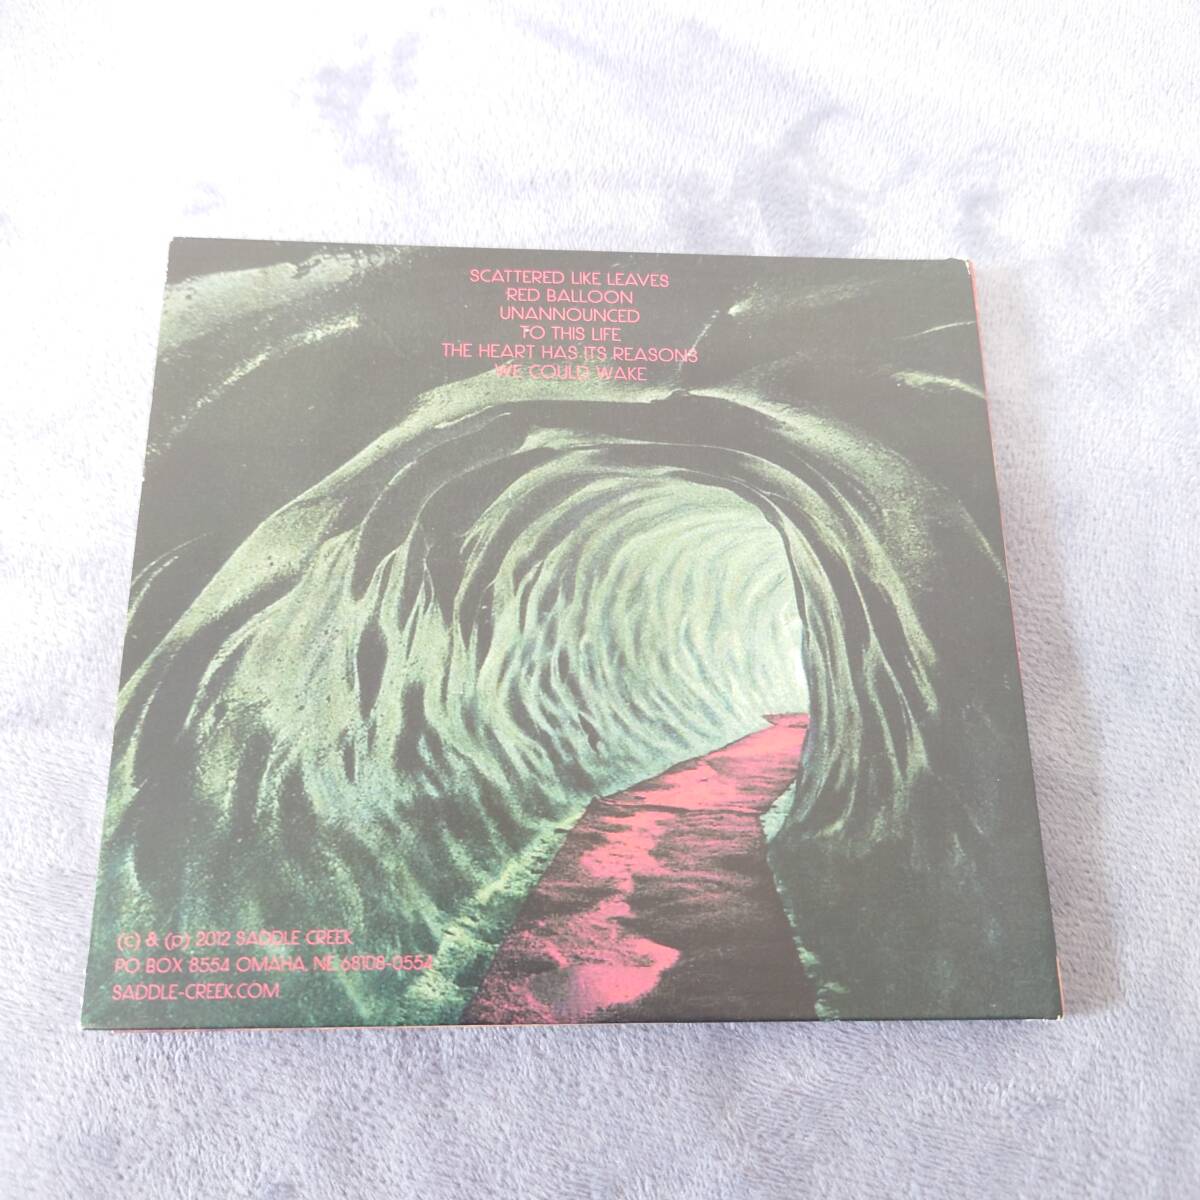 SCATTERED LIKE LEAVES
RED BALLOON
UNANNOUNCED
TO THIS LIFE
THE HEART HAS ITS REASONS
WE COULD WAKE
(C) & (P) 2012 SADDLE CREEK
PO BOX 8554 OMAHA, NE 68108-0554
SADDLE-CREEK.COM